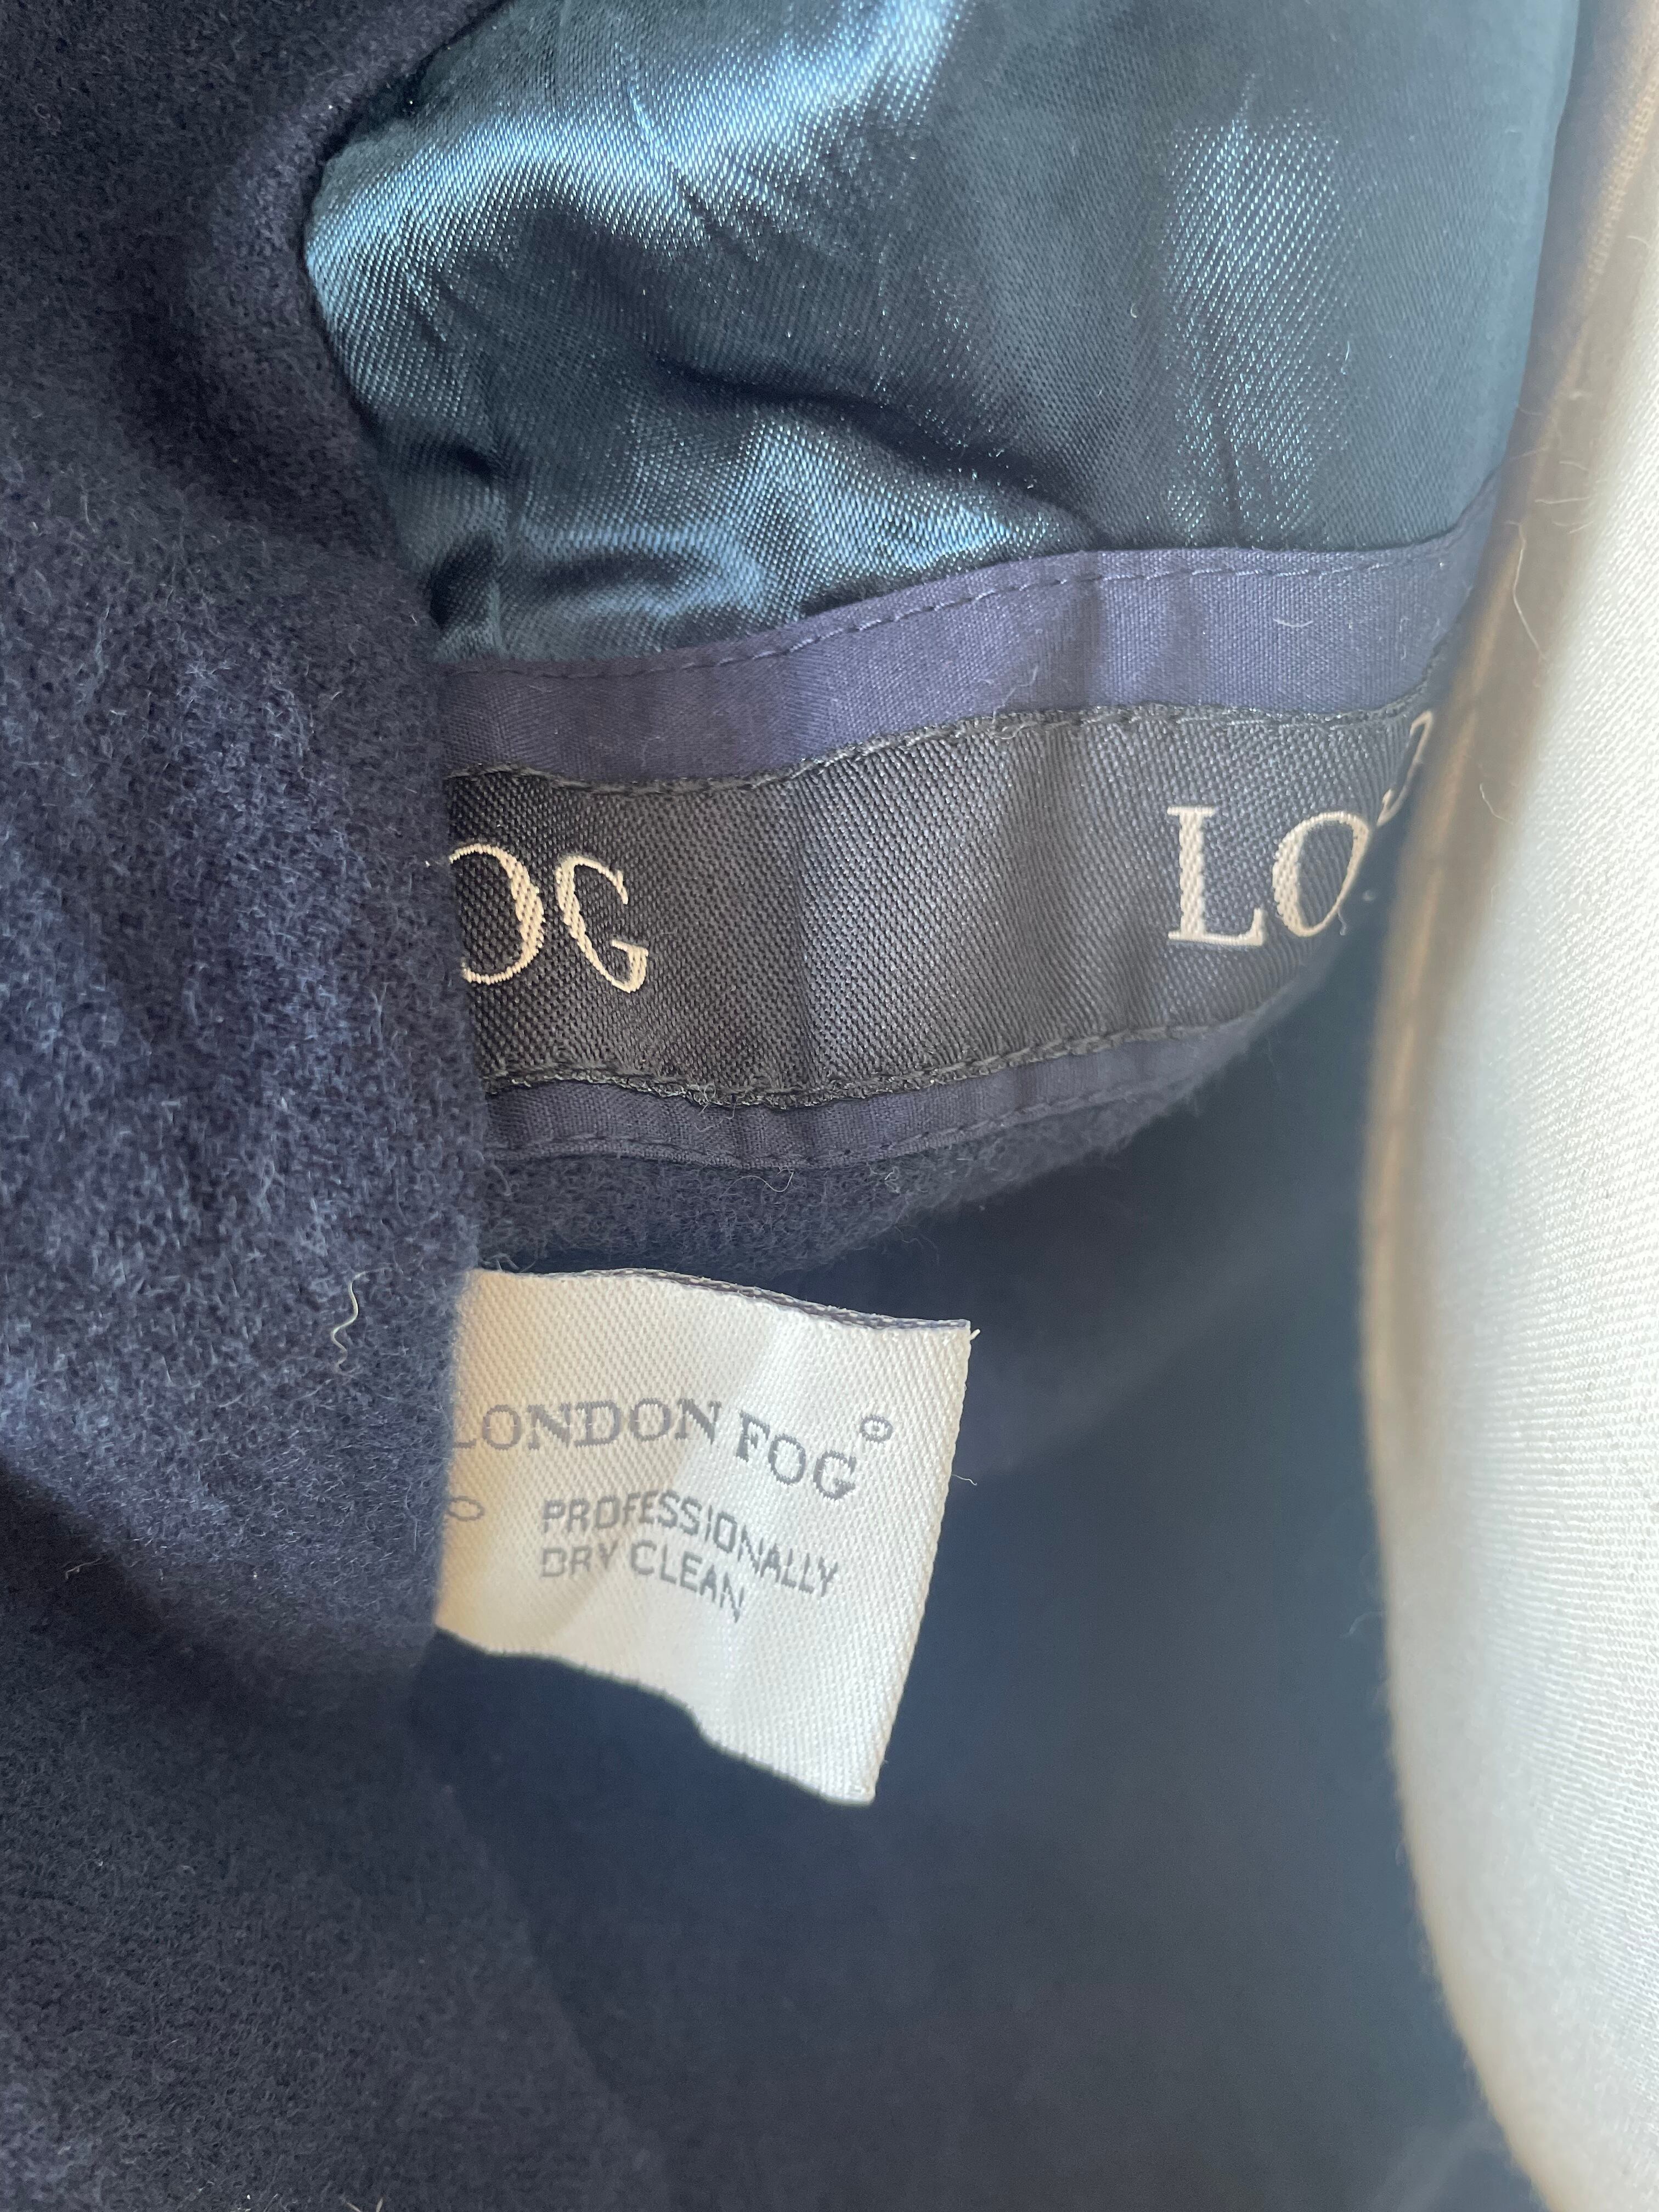 OG LO
LONDON FOG
PROFESSIONALLY
DRY CLEAN